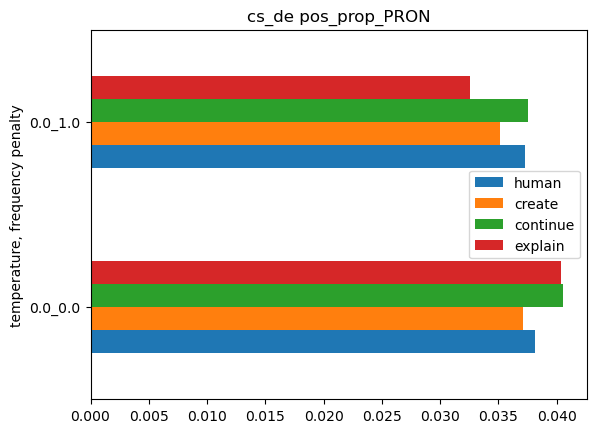 cs_de pos_prop_PRON
temperature, frequency penalty
0.0_1.0
0.0_0.0
human
create
continue
explain
0.000 0.005 0.010 0.015 0.020 0.025 0.030 0.035 0.040